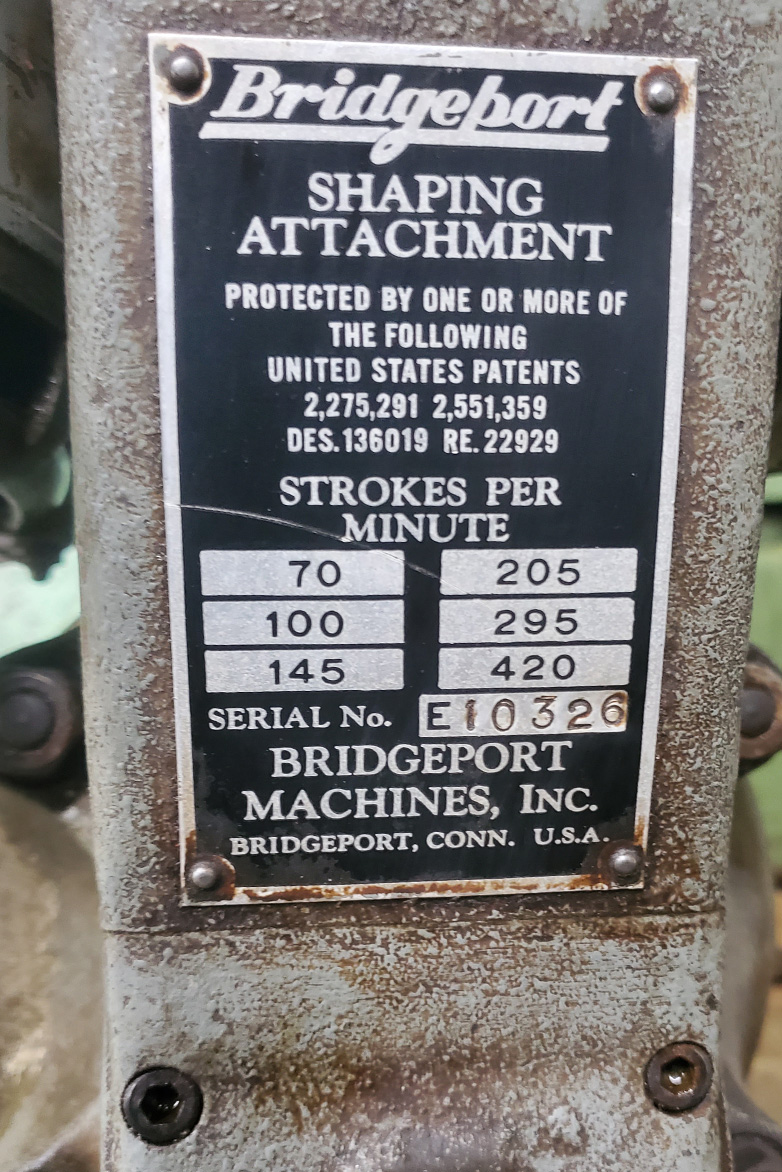 Bridgeport
SHAPING
ATTACHMENT
PROTECTED BY ONE OR MORE OF
THE FOLLOWING
UNITED STATES PATENTS
2,275,291 2,551,359
DES. 136019 RE. 22929
STROKES PER
MINUTE
70 205
100 295
145 420
SERIAL No. E10326
BRIDGEPORT
MACHINES, INC.
BRIDGEPORT, CONN. U.S.A.